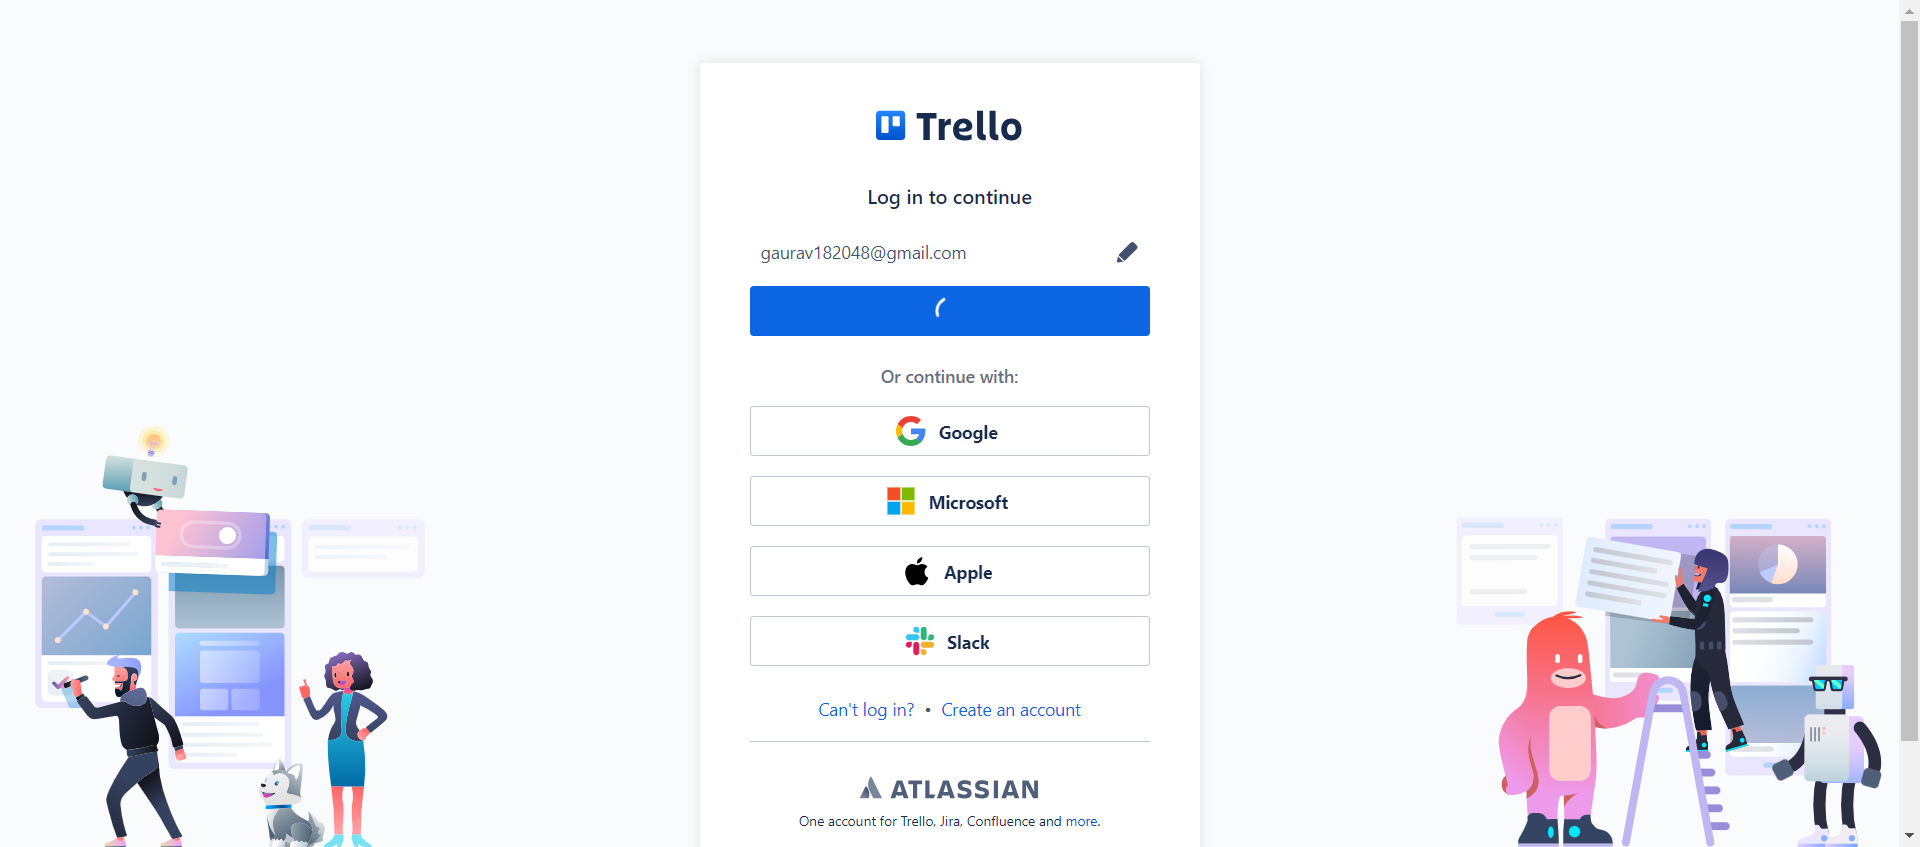 Trello
Log in to continue
gaurav182048@gmail.com
Or continue with:
Google
Microsoft
Apple
Slack
Can't log in? • Create an account
ATLASSIAN
One account for Trello, Jira, Confluence and more.